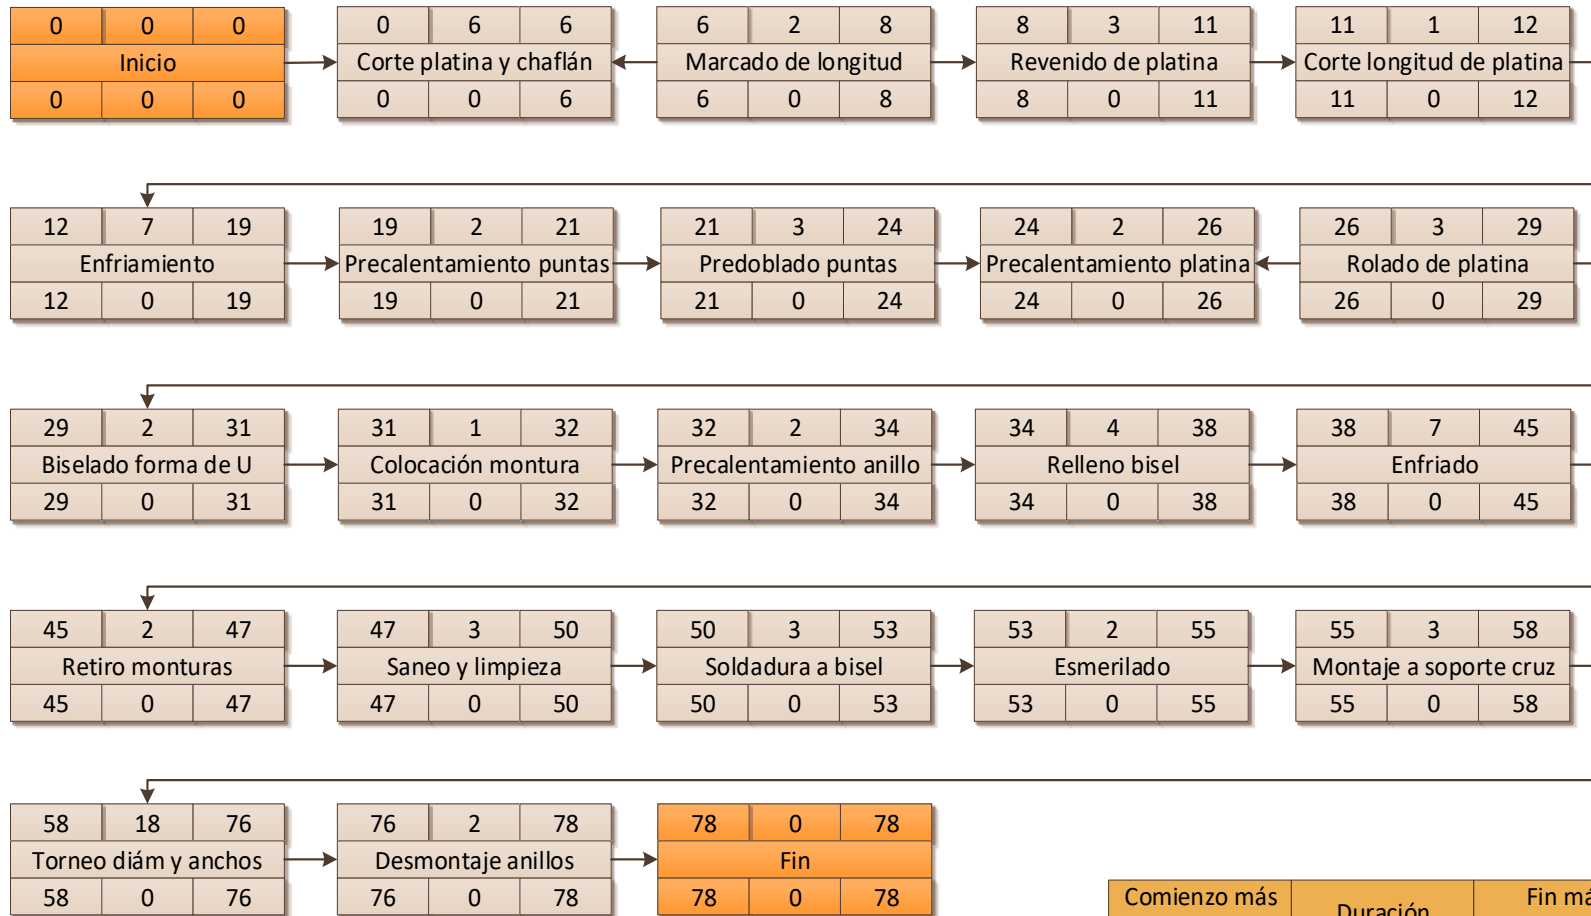 0 0 0
Inicio
0 0 0
0 6 6
Corte platina y chaflán
0 0 6
6 2 8
Marcado de longitud
6 0 8
8 3 11
Revenido de platina
8 0 11
11 1 12
Corte longitud de platina
11 0 12
12 7 19
Enfriamiento
12 0 19
19 2 21
Precalentamiento puntas
19 0 21
21 3 24
Predoblado puntas
21 0 24
24 2 26
Precalentamiento platina
24 0 26
26 3 29
Rolado de platina
26 0 29
29 2 31
Biselado forma de U
29 0 31
31 1 32
Colocación montura
31 0 32
32 2 34
Precalentamiento anillo
32 0 34
34 4 38
Relleno bisel
34 0 38
38 7 45
Enfriado
38 0 45
45 2 47
Retiro monturas
45 0 47
47 3 50
Saneo y limpieza
47 0 50
50 3 53
Soldadura a bisel
50 0 53
53 2 55
Esmerilado
53 0 55
55 3 58
Montaje a soporte cruz
55 0 58
58 18 76
Torneo diám y anchos
58 0 76
76 2 78
Desmontaje anillos
76 0 78
78 0 78
Fin
78 0 78
Comienzo más
Duración
Fin